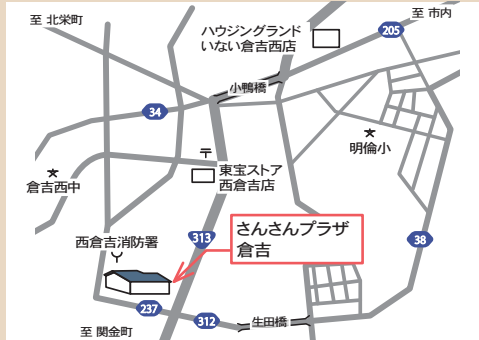 至 北栄町
至 市内
ハウジングランド
いない倉吉西店
205
小鴨橋
34
明倫小
東宝ストア
西倉吉店
倉吉西中
さんさんプラザ
倉吉
313
西倉吉消防署
38
237
312
生田橋
至 関金町